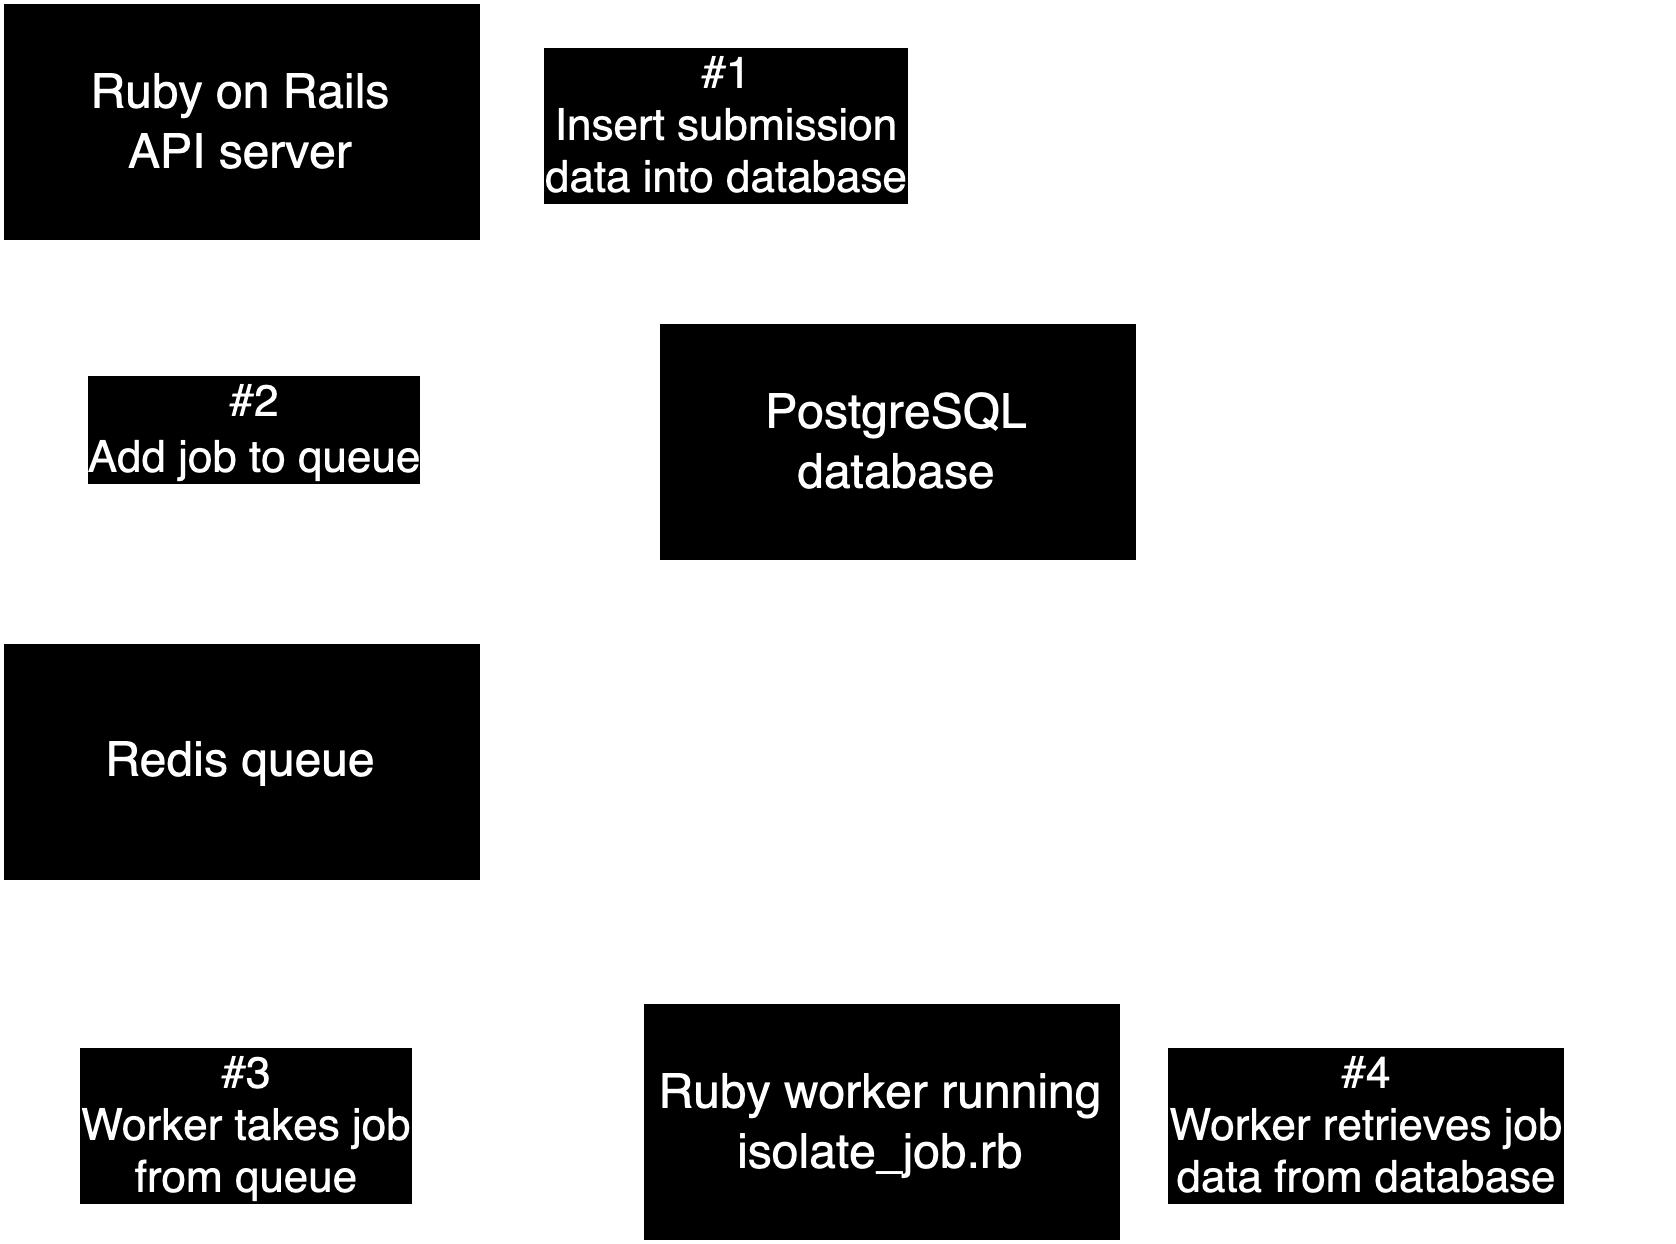 Ruby on Rails
API server
#1
Insert submission
data into database
#2
Add job to queue
PostgreSQL
database
Redis queue
#3
Worker takes job
from queue
Ruby worker running
isolate_job.rb
#4
Worker retrieves job
data from database